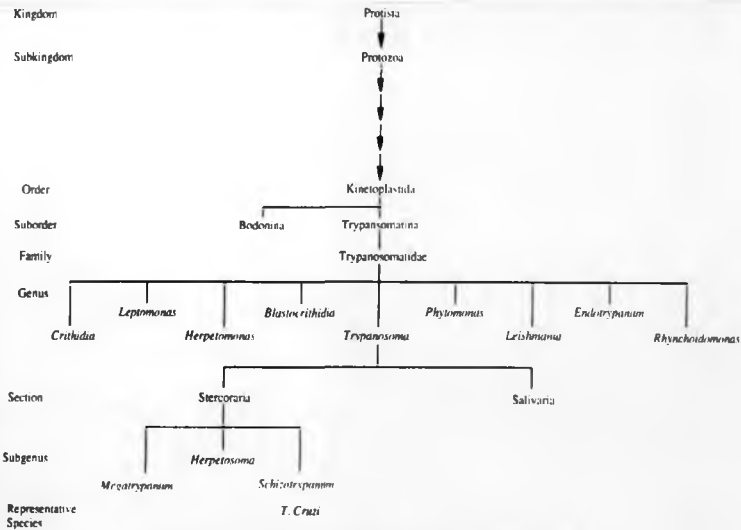 Kingdom Protista
Subkingdom Protozoa
Order Kinetoplastida
Suborder Bodonina Trypansomatina
Family Trypanosomatidae
Genus
Leptomonas Blastocrithidia Phytomonas Endotrypanum
Crithidia Herpetomonas Trypanosoma Leishmania Rhynchoidomonas
Section Stercoraria Salivaria
Subgenus Herpetosoma
Megatrypanum Schizotrypanum
Representative T. Cruzi
Species